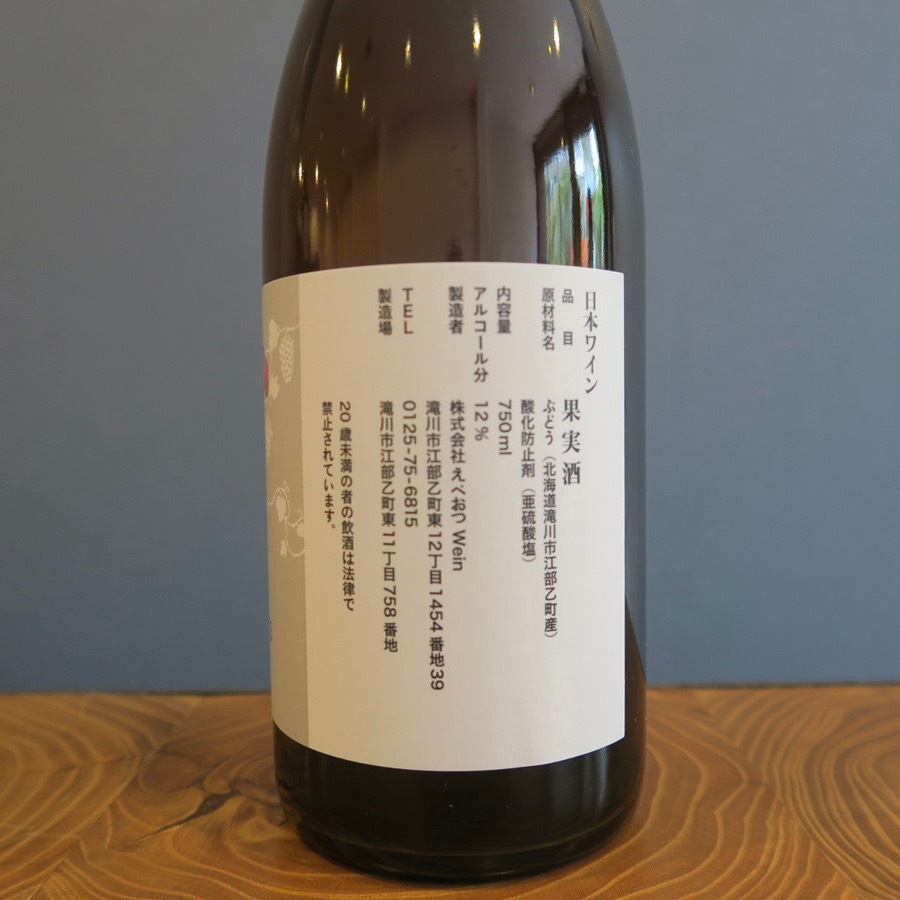 日本ワイン
品目 果実酒
原材料名 ぶどう（北海道滝川市江部乙町産）
酸化防止剤（亜硫酸塩）
内容量 750ml
アルコール分 12％
製造者 株式会社えべおつWein
滝川市江部乙町東12丁目1454番地39
TEL 0125-75-6815
製造場 滝川市江部乙町東11丁目758番地
20歳未満の者の飲酒は法律で
禁止されています。